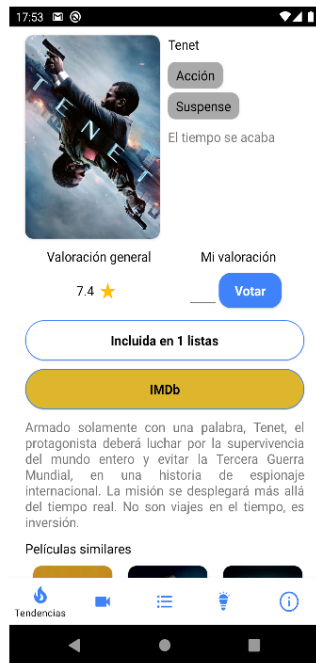 17:53
Tenet
TENET
Acción
Suspense
El tiempo se acaba
Valoración general
Mi valoración
7.4
Votar
Incluida en 1 listas
IMDb
Armado solamente con una palabra, Tenet, el
protagonista deberá luchar por la supervivencia
del mundo entero y evitar la Tercera Guerra
Mundial, en una historia de espionaje
internacional. La misión se desplegará más allá
del tiempo real. No son viajes en el tiempo, es
inversión.
Películas similares
Tendencias